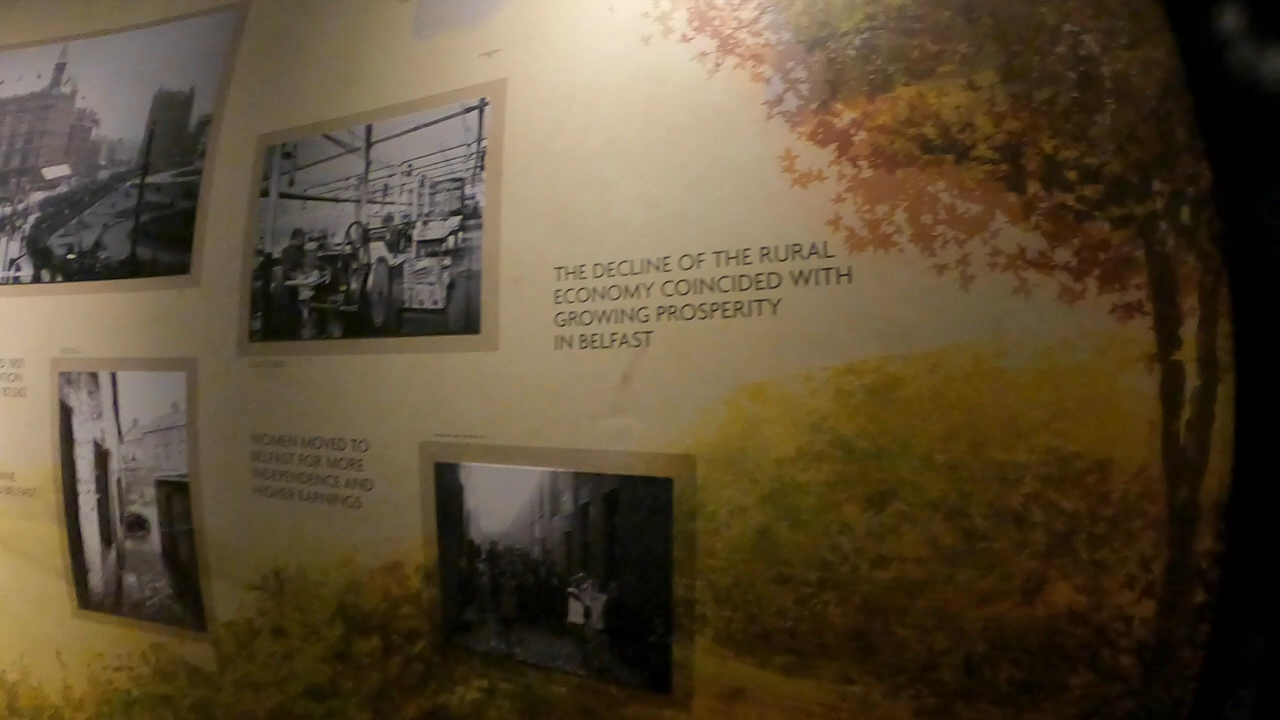 THE DECLINE OF THE RURAL
ECONOMY COINCIDED WITH
GROWING PROSPERITY
IN BELFAST
WOMEN MOVED TO
BELFAST FOR MORE
INDEPENDENCE AND
HIGHER EARNINGS